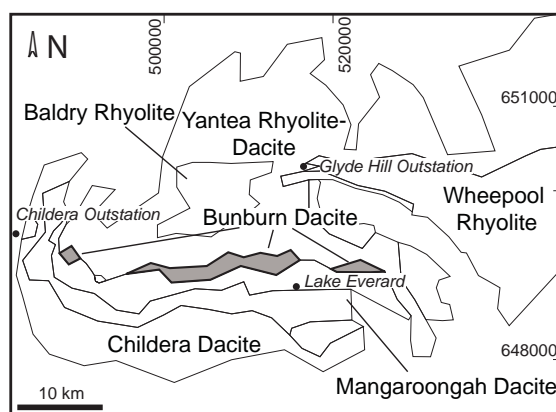 N
500000
520000
651000
Baldry Rhyolite
Yantea Rhyolite-
Dacite
Glyde Hill Outstation
Wheepool
Rhyolite
Childera Outstation
Bunburn Dacite
Lake Everard
Childera Dacite
648000
Mangaroongah Dacite
10 km